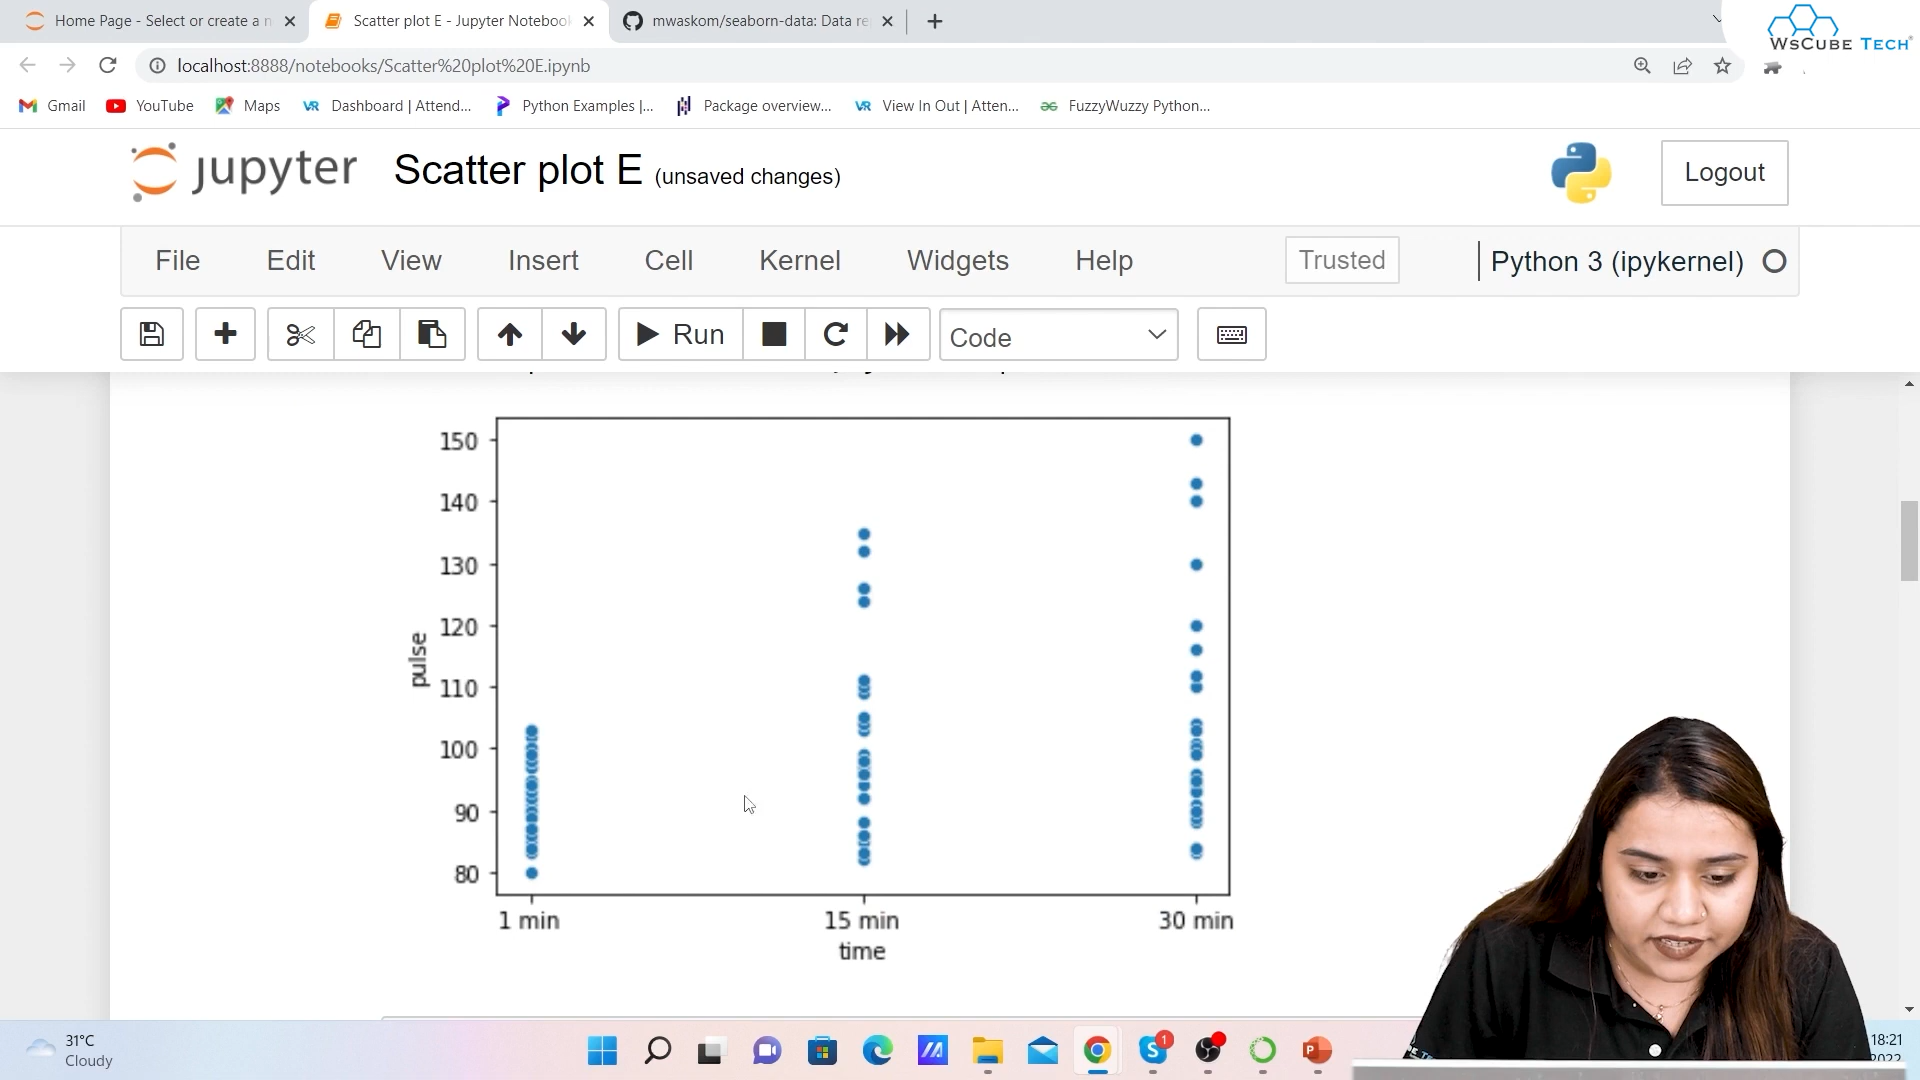 Home Page - Select or create a n
Scatter plot E - Jupyter Notebook
mwaskom/seaborn-data: Data re
WsCube Tech
localhost:8888/notebooks/Scatter%20plot%20E.ipynb
Gmail
YouTube
Maps
Dashboard | Attend...
Python Examples |...
Package overview...
View In Out | Atten...
FuzzyWuzzy Python...
jupyter
Scatter plot E (unsaved changes)
Logout
File
Edit
View
Insert
Cell
Kernel
Widgets
Help
Trusted
Python 3 (ipykernel)
Run
Code
150
140
130
120
110
100
90
80
pulse
1 min
15 min
30 min
time
31°C
Cloudy
1
18:21
2022